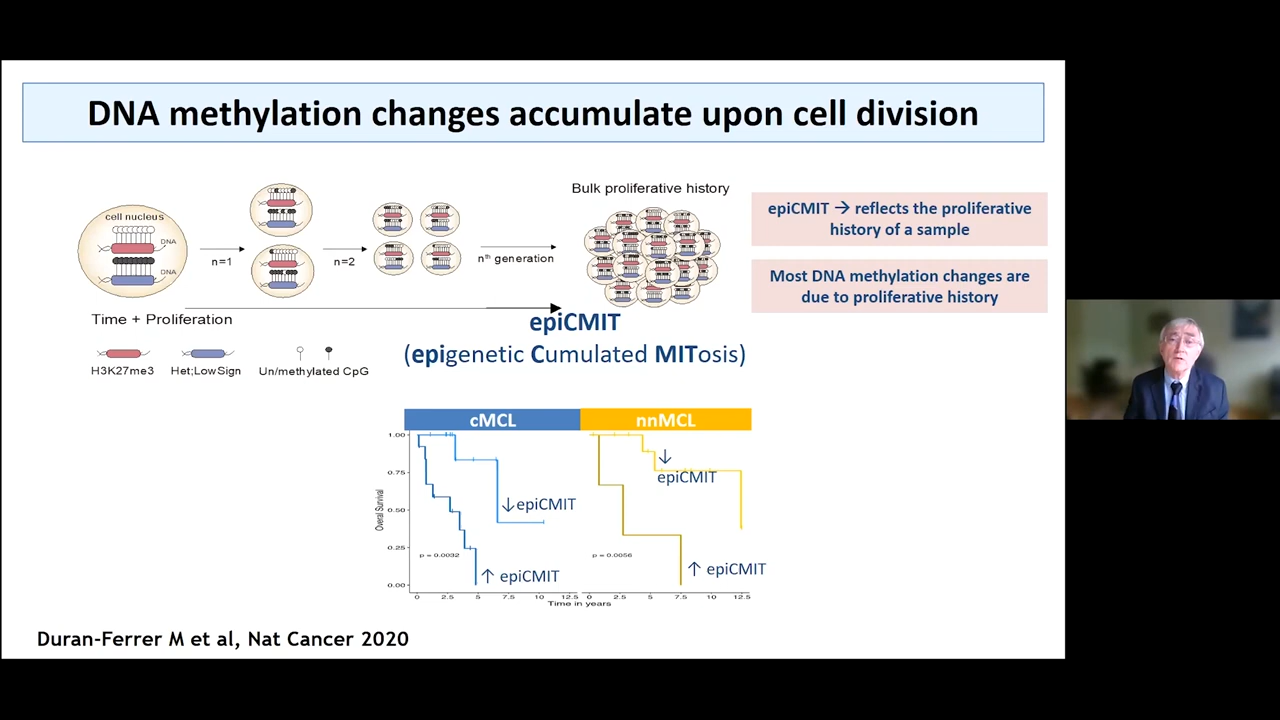 DNA methylation changes accumulate upon cell division
Bulk proliferative history
cell nucleus
DNA
DNA
n=1
n=2
nth generation
epiCMIT → reflects the proliferative
history of a sample
Most DNA methylation changes are
due to proliferative history
Time + Proliferation
epiCMIT
(epigenetic Cumulated MITosis)
H3K27me3
Het;LowSign
Un/methylated CpG
cMCL
nnMCL
1.00
0.75
0.50
0.25
0.00
Overall Survival
↓ epiCMIT
↑ epiCMIT
p = 0.0032
↓
epiCMIT
↑ epiCMIT
p = 0.0056
0 2.5 5 7.5 10 12.5
0 2.5 5 7.5 10 12.5
Time in years
Duran-Ferrer M et al, Nat Cancer 2020